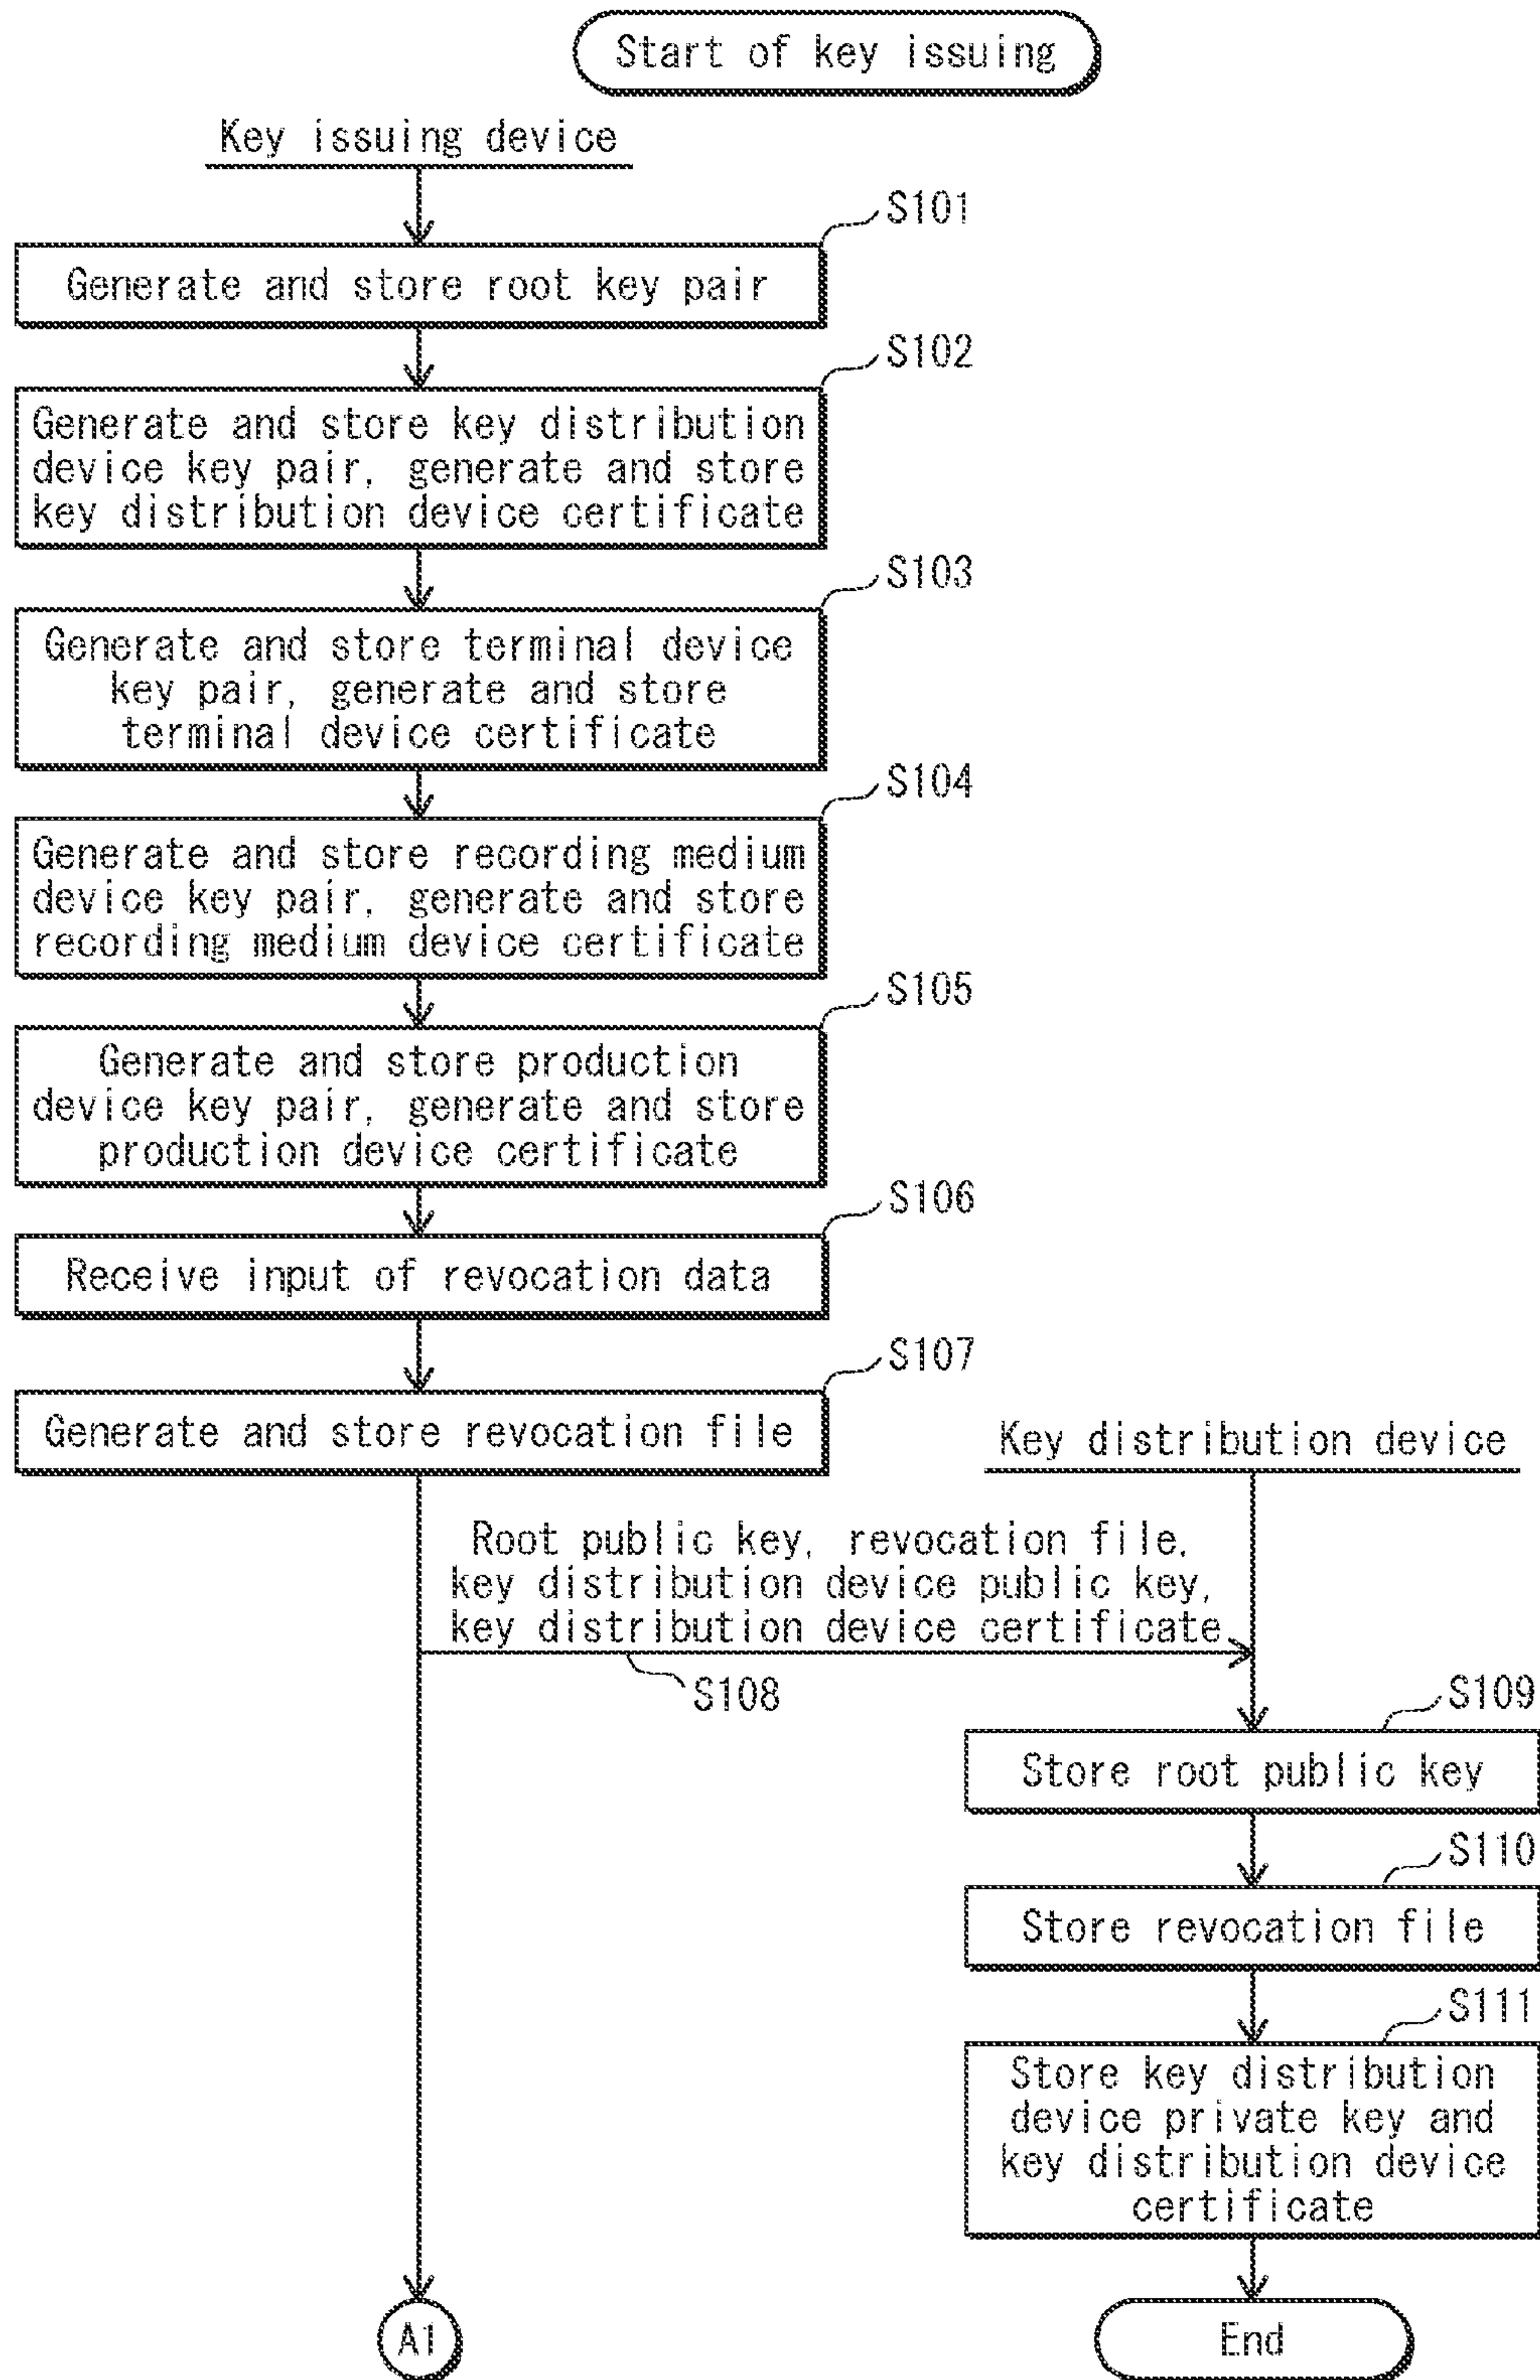 Start of key issuing
Key issuing device
S101
Generate and store root key pair
S102
Generate and store key distribution
device key pair, generate and store
key distribution device certificate
S103
Generate and store terminal device
key pair, generate and store
terminal device certificate
S104
Generate and store recording medium
device key pair, generate and store
recording medium device certificate
S105
Generate and store production
device key pair, generate and store
production device certificate
S106
Receive input of revocation data
S107
Generate and store revocation file
Key distribution device
Root public key, revocation file,
key distribution device public key,
key distribution device certificate
S108
S109
Store root public key
S110
Store revocation file
S111
Store key distribution
device private key and
key distribution device
certificate
A1
End